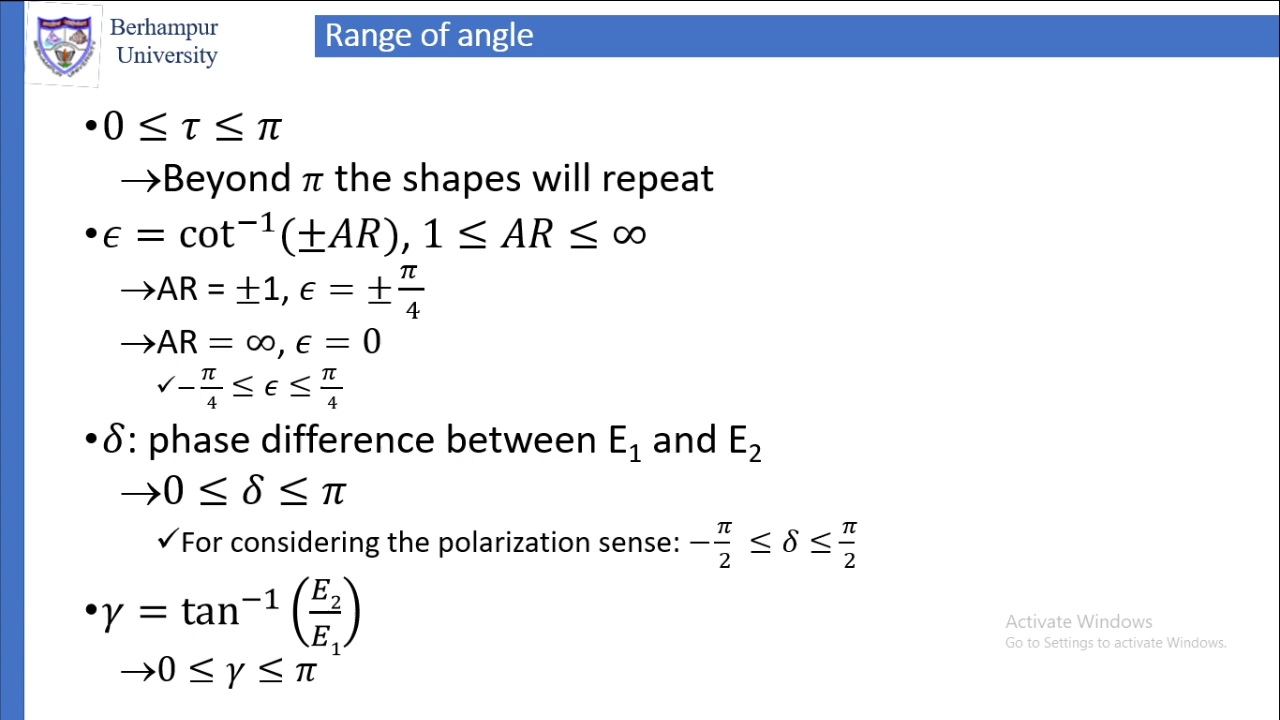 Berhampur
University
Range of angle
•0 ≤ τ ≤ π
→Beyond π the shapes will repeat
•ϵ = cot⁻¹(±AR), 1 ≤ AR ≤ ∞
→AR = ±1, ϵ = ±π/4
→AR = ∞, ϵ = 0
✓−π/4 ≤ ϵ ≤ π/4
•δ: phase difference between E₁ and E₂
→0 ≤ δ ≤ π
✓For considering the polarization sense: −π/2 ≤ δ ≤ π/2
•γ = tan⁻¹(E₂/E₁)
→0 ≤ γ ≤ π
Activate Windows
Go to Settings to activate Windows.